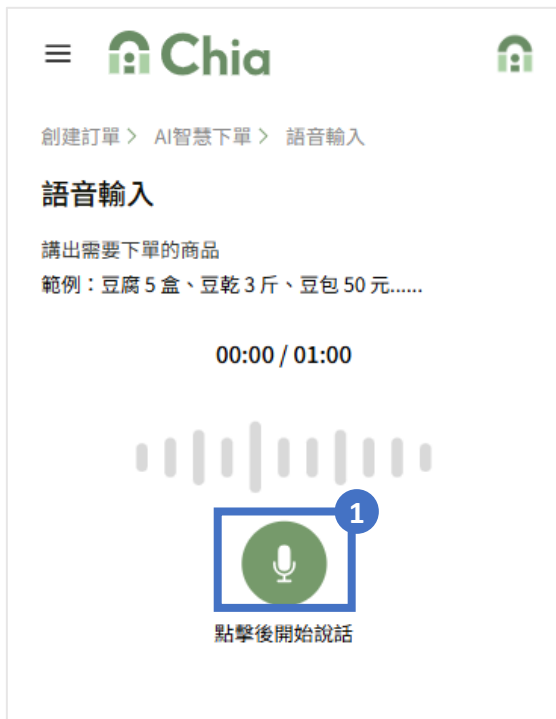 Chia
創建訂單 > AI智慧下單 > 語音輸入
語音輸入
講出需要下單的商品
範例：豆腐 5 盒、豆乾 3 斤、豆包 50 元......
00:00 / 01:00
1
點擊後開始說話